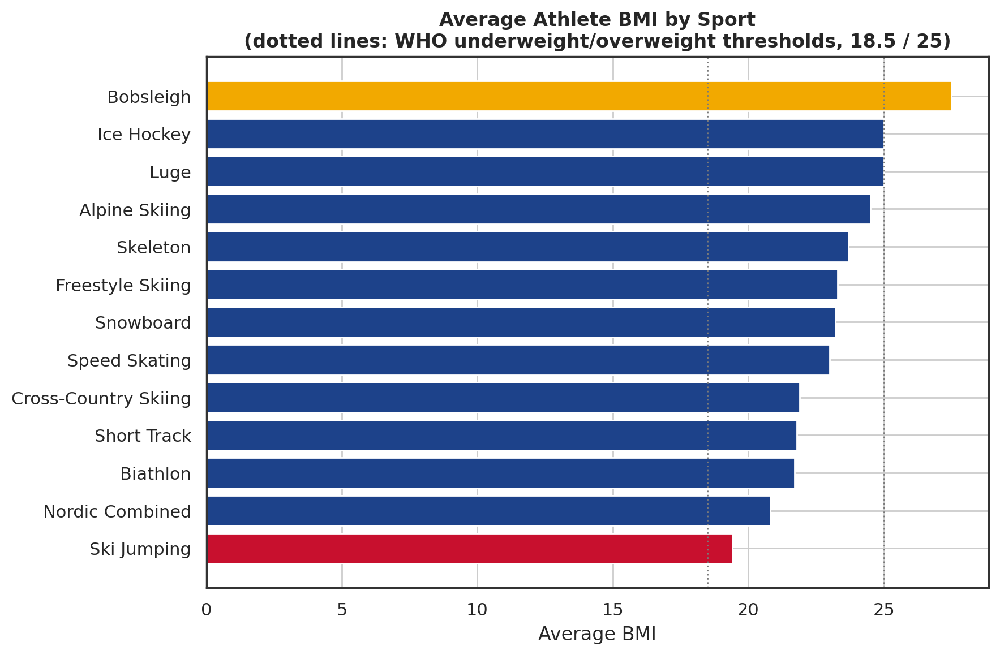 Average Athlete BMI by Sport
(dotted lines: WHO underweight/overweight thresholds, 18.5 / 25)
Bobsleigh
Ice Hockey
Luge
Alpine Skiing
Skeleton
Freestyle Skiing
Snowboard
Speed Skating
Cross-Country Skiing
Short Track
Biathlon
Nordic Combined
Ski Jumping
0 5 10 15 20 25
Average BMI